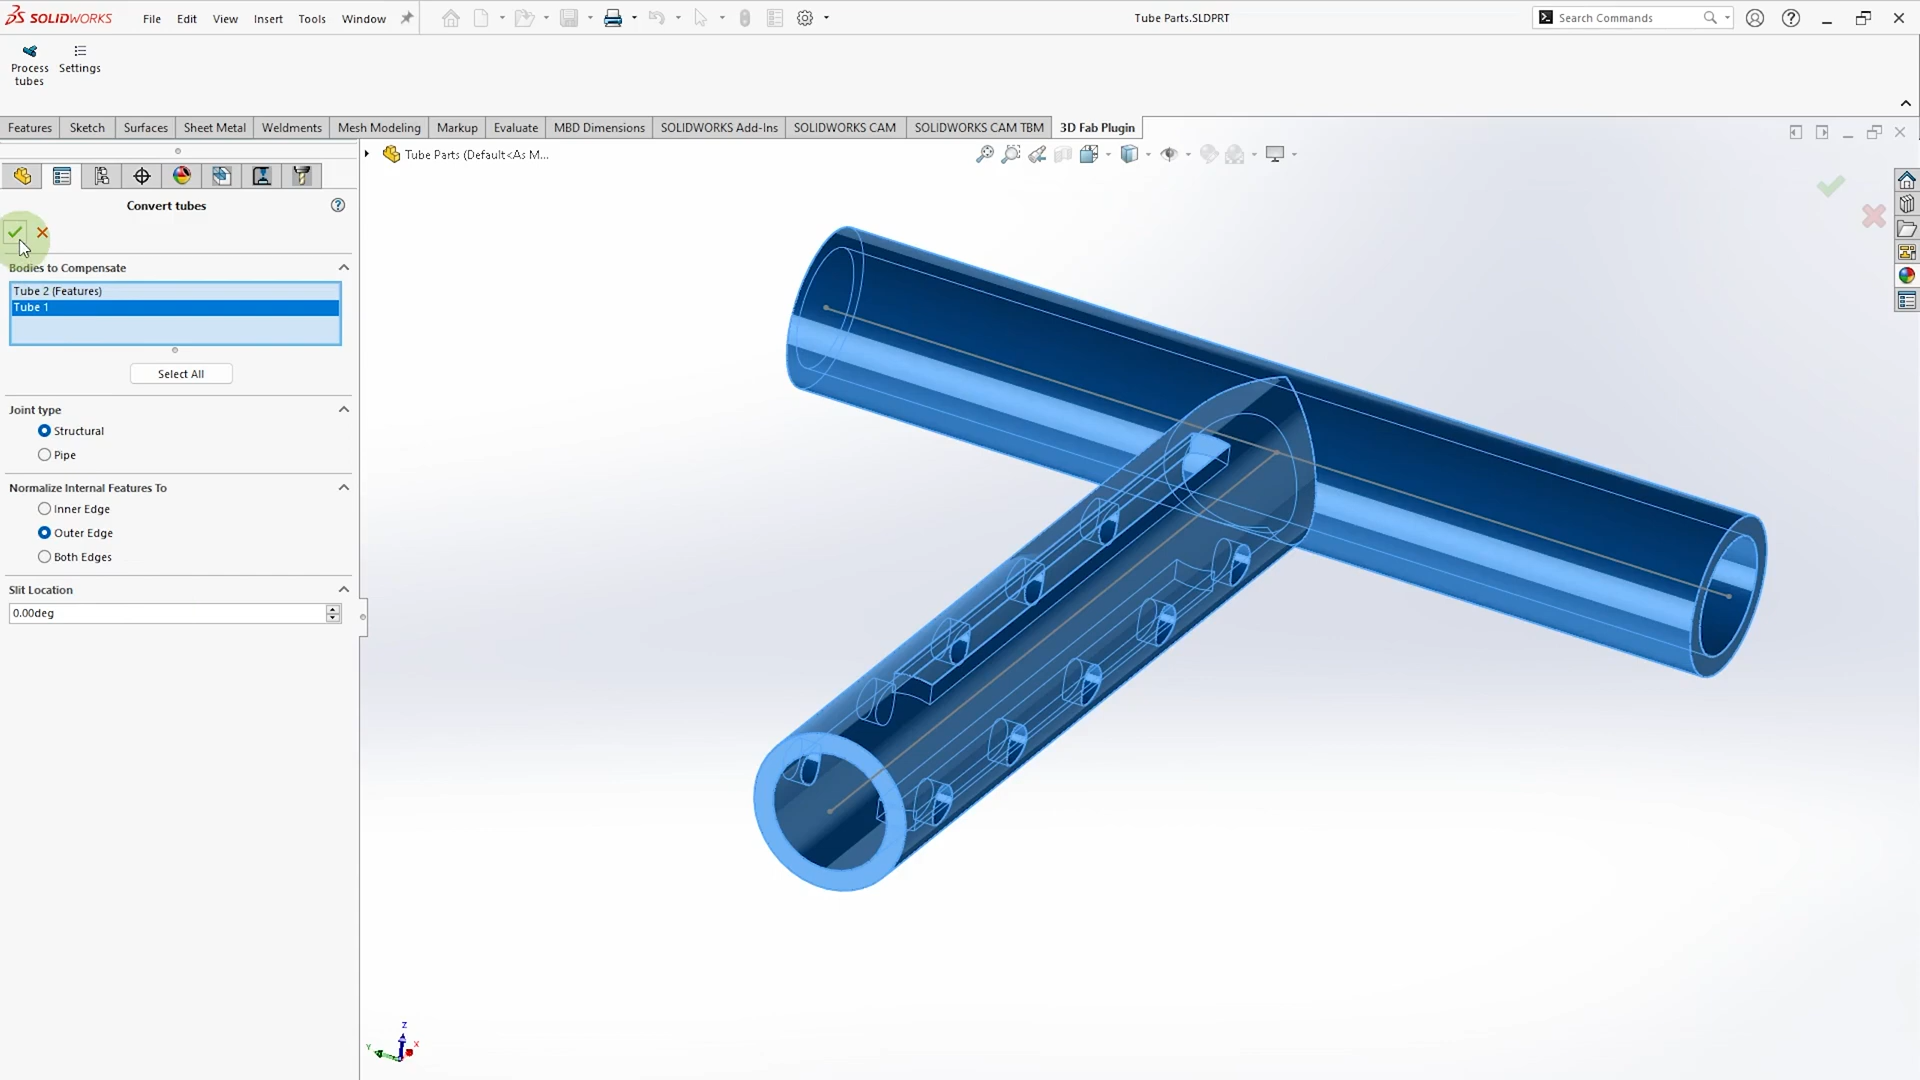 SOLIDWORKS File Edit View Insert Tools Window Tube Parts.SLDPRT Search Commands
Process tubes
Settings
Features Sketch Surfaces Sheet Metal Weldments Mesh Modeling Markup Evaluate MBD Dimensions SOLIDWORKS Add-Ins SOLIDWORKS CAM SOLIDWORKS CAM TBM 3D Fab Plugin
Tube Parts (Default<As M...
Convert tubes
Bodies to Compensate
Tube 2 (Features)
Tube 1
Select All
Joint type
Structural
Pipe
Normalize Internal Features To
Inner Edge
Outer Edge
Both Edges
Slit Location
0.00deg
Z
Y
X